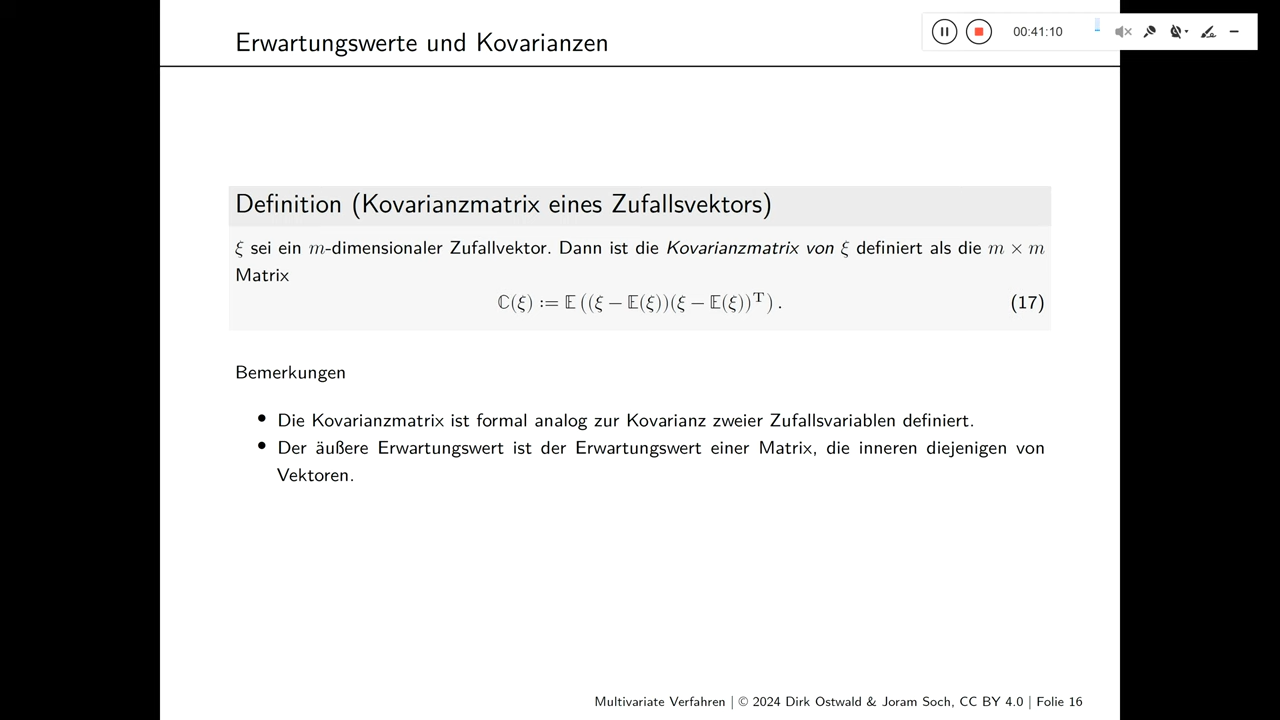 Erwartungswerte und Kovarianzen
00:41:10
Definition (Kovarianzmatrix eines Zufallsvektors)
ξ sei ein m-dimensionaler Zufallvektor. Dann ist die Kovarianzmatrix von ξ definiert als die m × m
Matrix
ℂ(ξ) := 𝔼 ((ξ − 𝔼(ξ))(ξ − 𝔼(ξ))ᵀ) . (17)
Bemerkungen
• Die Kovarianzmatrix ist formal analog zur Kovarianz zweier Zufallsvariablen definiert.
• Der äußere Erwartungswert ist der Erwartungswert einer Matrix, die inneren diejenigen von
Vektoren.
Multivariate Verfahren | © 2024 Dirk Ostwald & Joram Soch, CC BY 4.0 | Folie 16